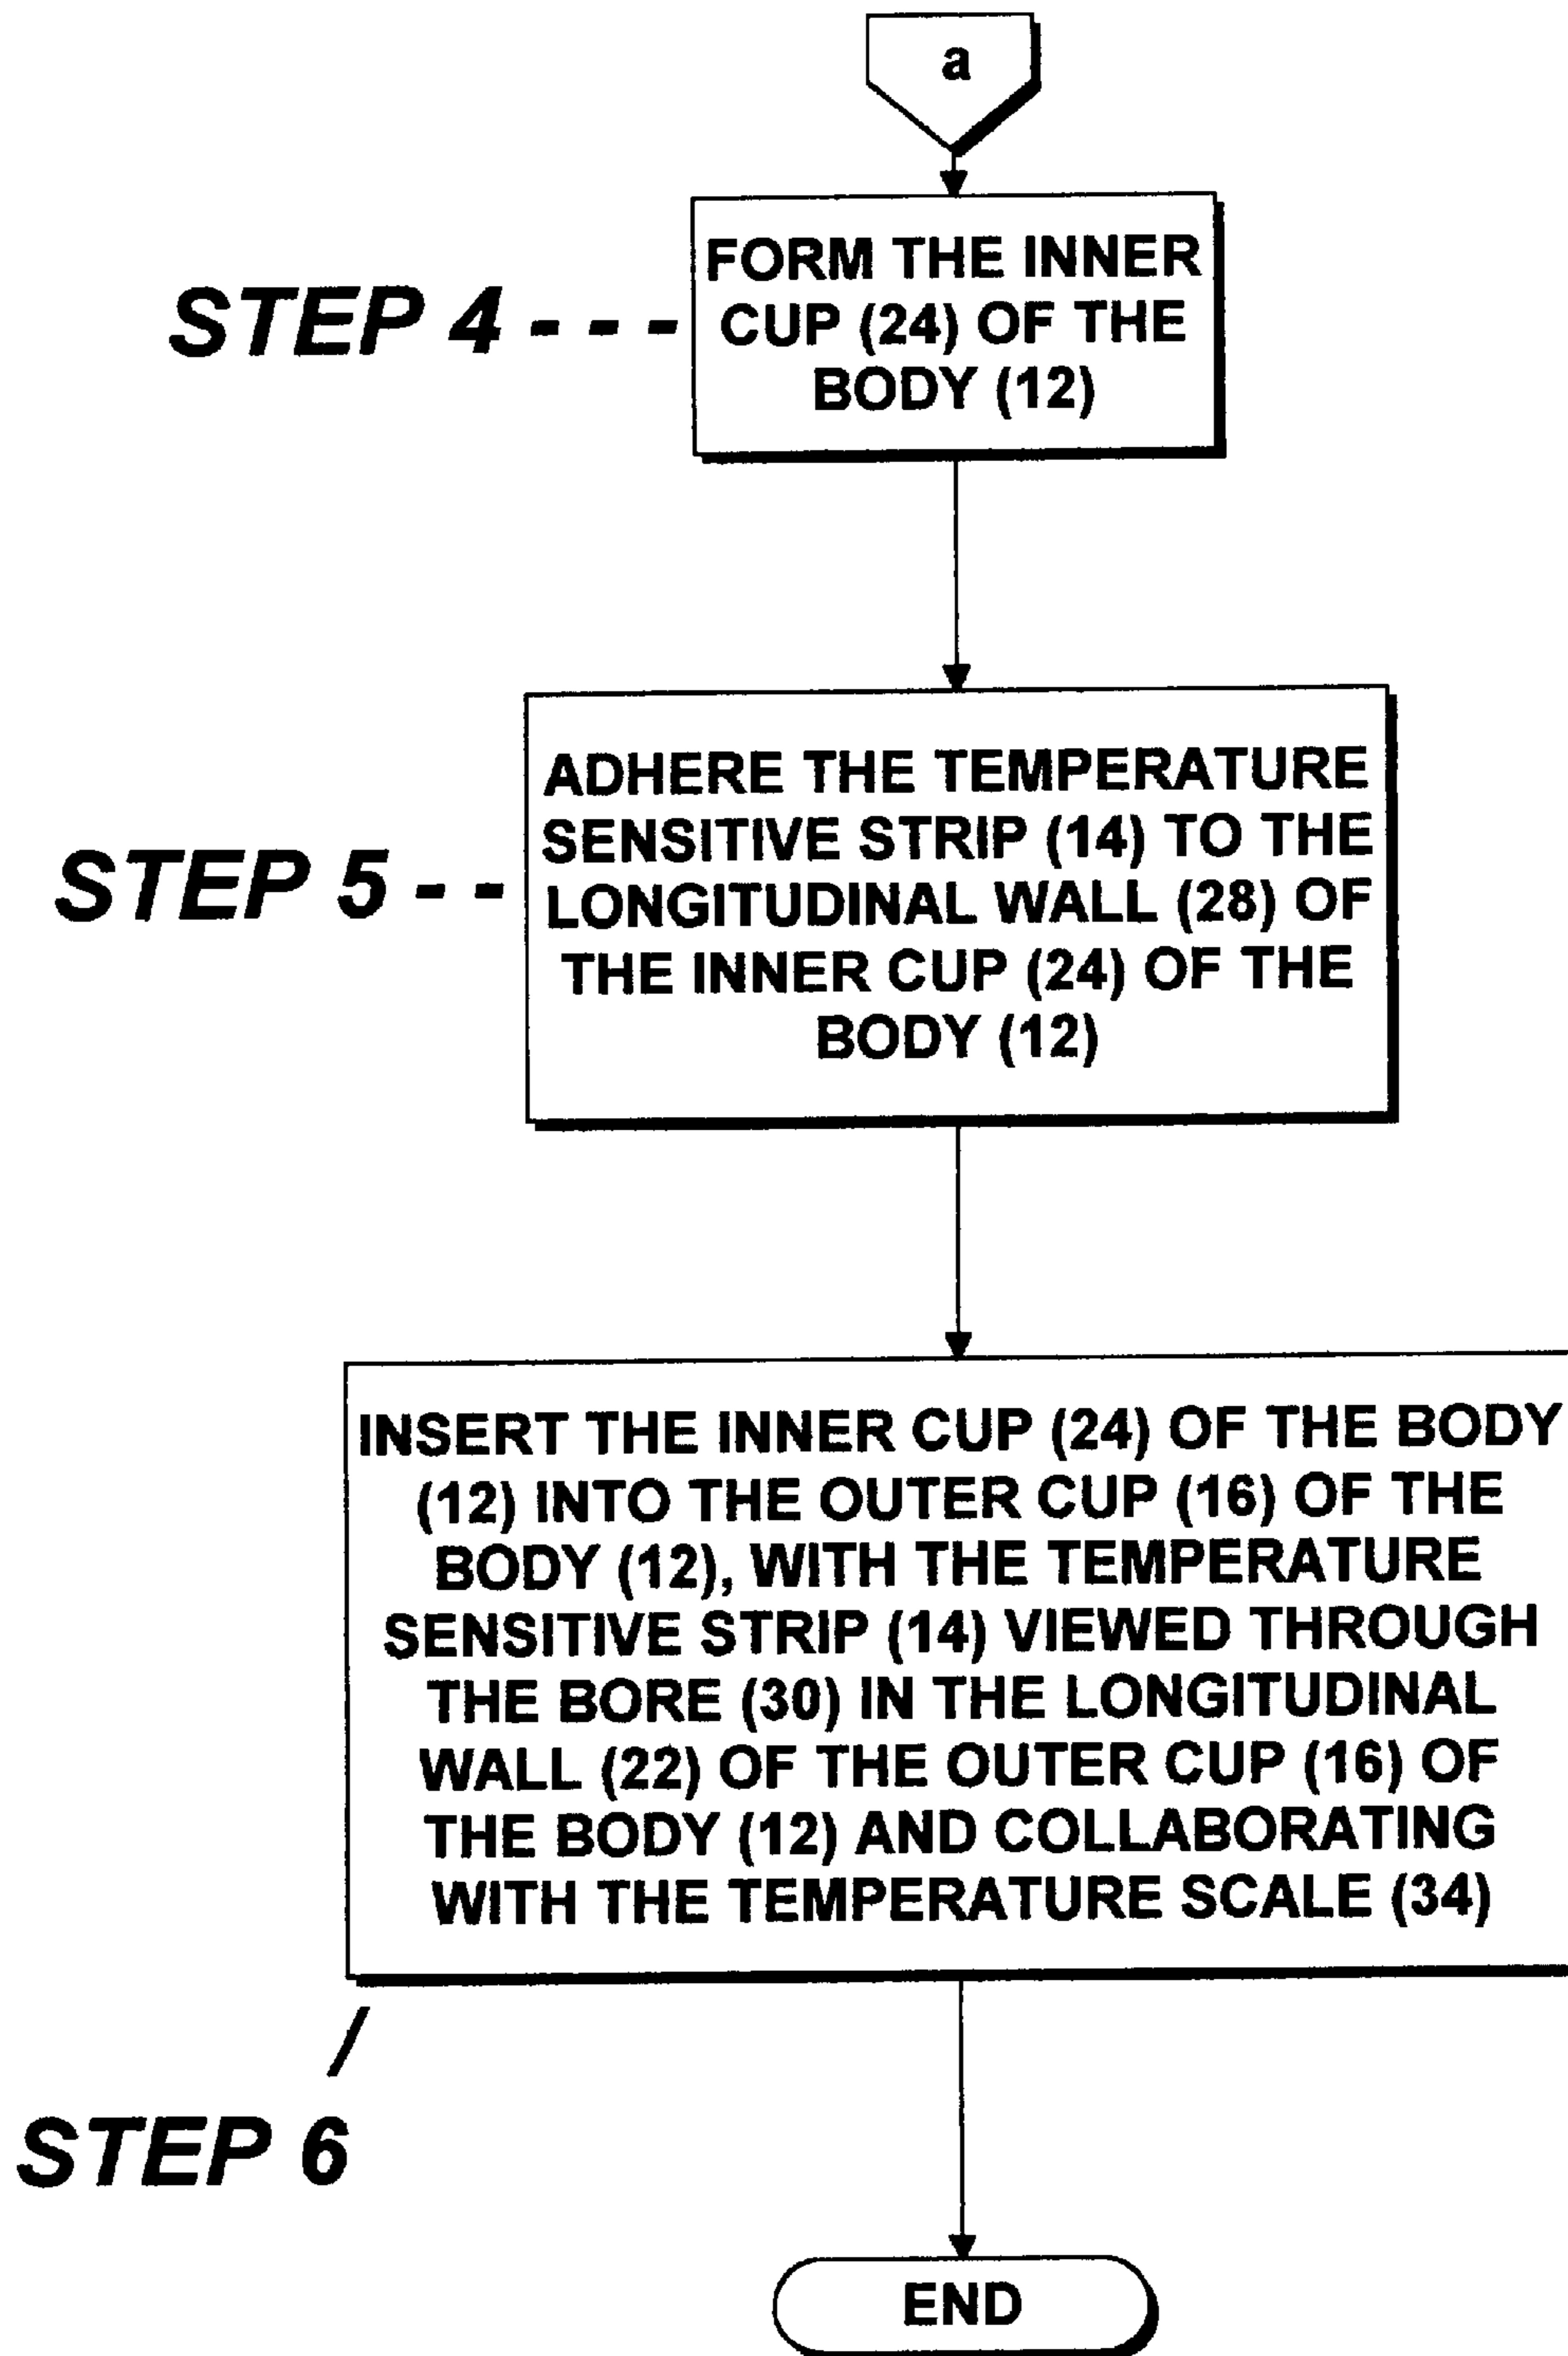 a
FORM THE INNER
CUP (24) OF THE
BODY (12)
STEP 4 - - -
ADHERE THE TEMPERATURE
SENSITIVE STRIP (14) TO THE
LONGITUDINAL WALL (28) OF
THE INNER CUP (24) OF THE
BODY (12)
STEP 5 - -
INSERT THE INNER CUP (24) OF THE BODY
(12) INTO THE OUTER CUP (16) OF THE
BODY (12), WITH THE TEMPERATURE
SENSITIVE STRIP (14) VIEWED THROUGH
THE BORE (30) IN THE LONGITUDINAL
WALL (22) OF THE OUTER CUP (16) OF
THE BODY (12) AND COLLABORATING
WITH THE TEMPERATURE SCALE (34)
STEP 6
END